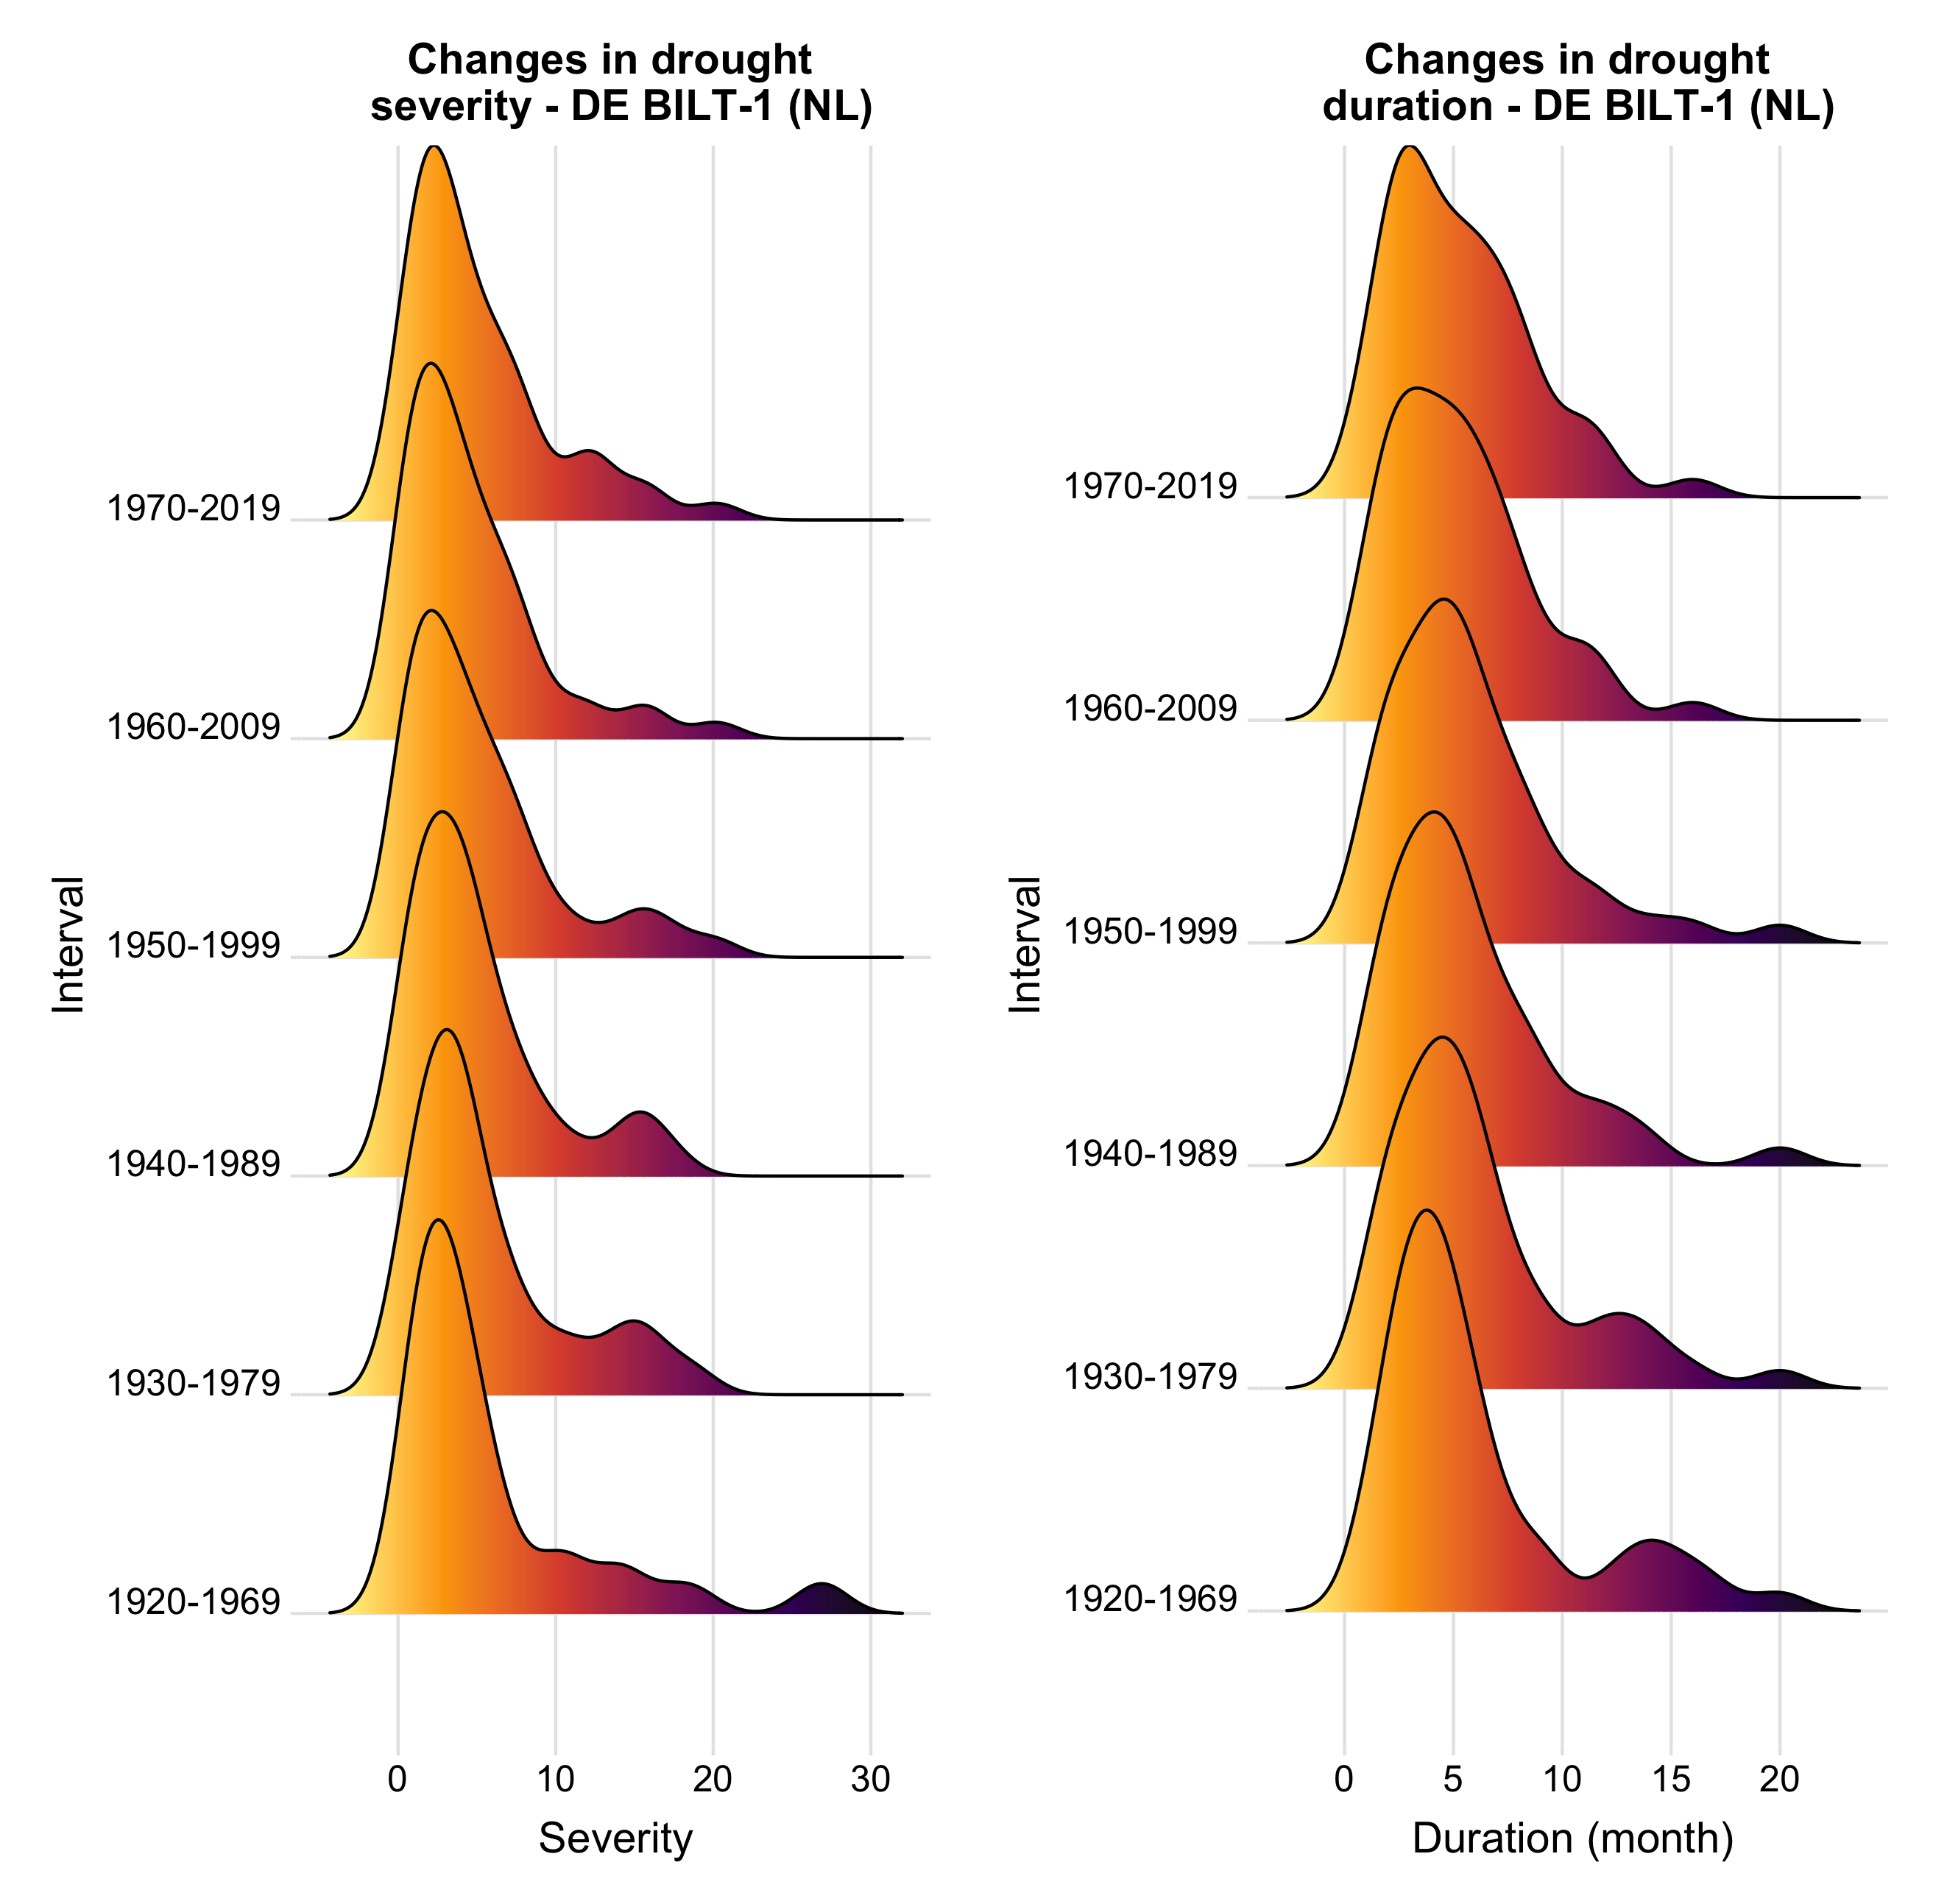 Changes in drought
severity - DE BILT-1 (NL)
Interval
1970-2019
1960-2009
1950-1999
1940-1989
1930-1979
1920-1969
0 10 20 30
Severity
Changes in drought
duration - DE BILT-1 (NL)
Interval
1970-2019
1960-2009
1950-1999
1940-1989
1930-1979
1920-1969
0 5 10 15 20
Duration (month)